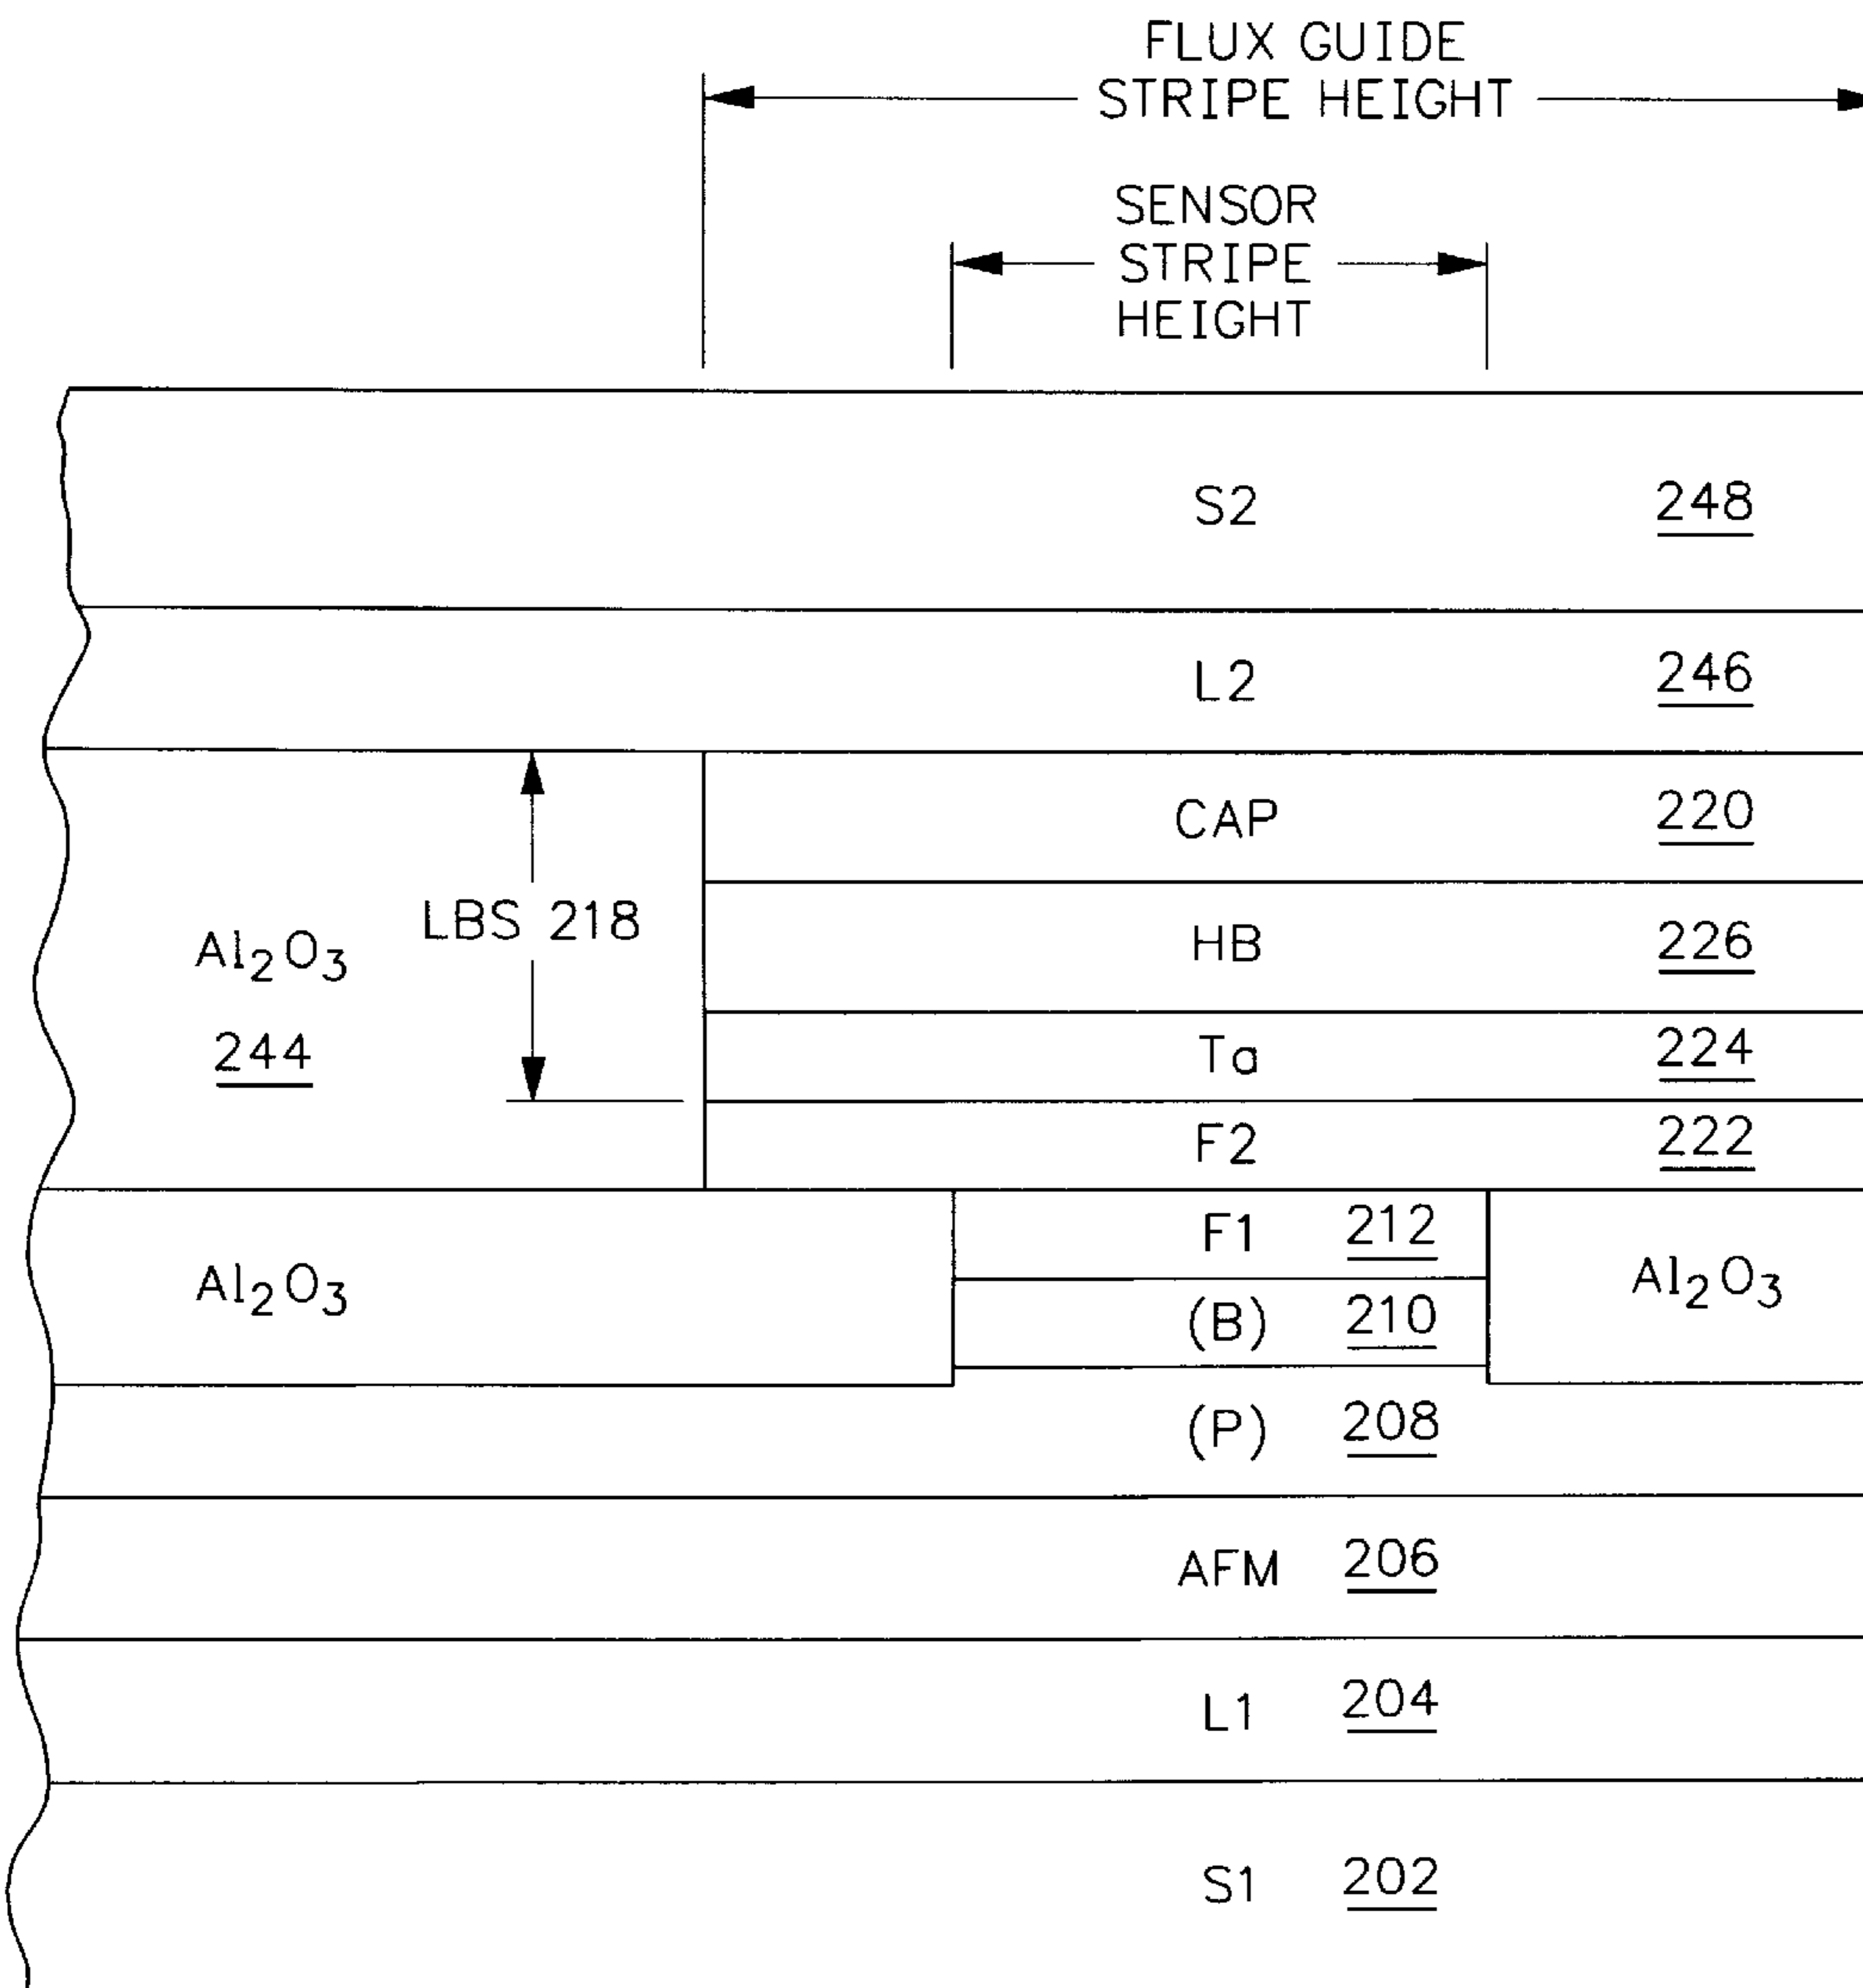 FLUX GUIDE
STRIPE HEIGHT
SENSOR
STRIPE
HEIGHT
S2 248
L2 246
CAP 220
LBS 218
HB 226
Al₂O₃
244
Ta 224
F2 222
F1 212
Al₂O₃
Al₂O₃
(B) 210
(P) 208
AFM 206
L1 204
S1 202